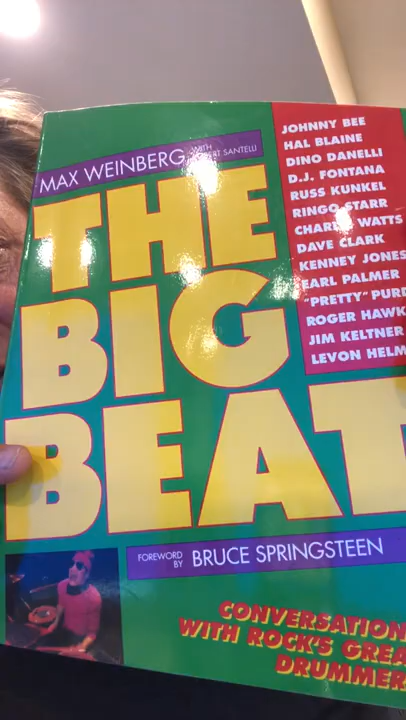 MAX WEINBERG WITH
ERT SANTELLI
THE
BIG
BEAT
JOHNNY BEE
HAL BLAINE
DINO DANELLI
D.J. FONTANA
RUSS KUNKEL
RINGO STARR
CHARLIE WATTS
DAVE CLARK
KENNEY JONES
EARL PALMER
"PRETTY" PURD
ROGER HAWK
JIM KELTNER
LEVON HELM
FOREWORD
BY BRUCE SPRINGSTEEN
CONVERSATION
WITH ROCK'S GREA
DRUMMER